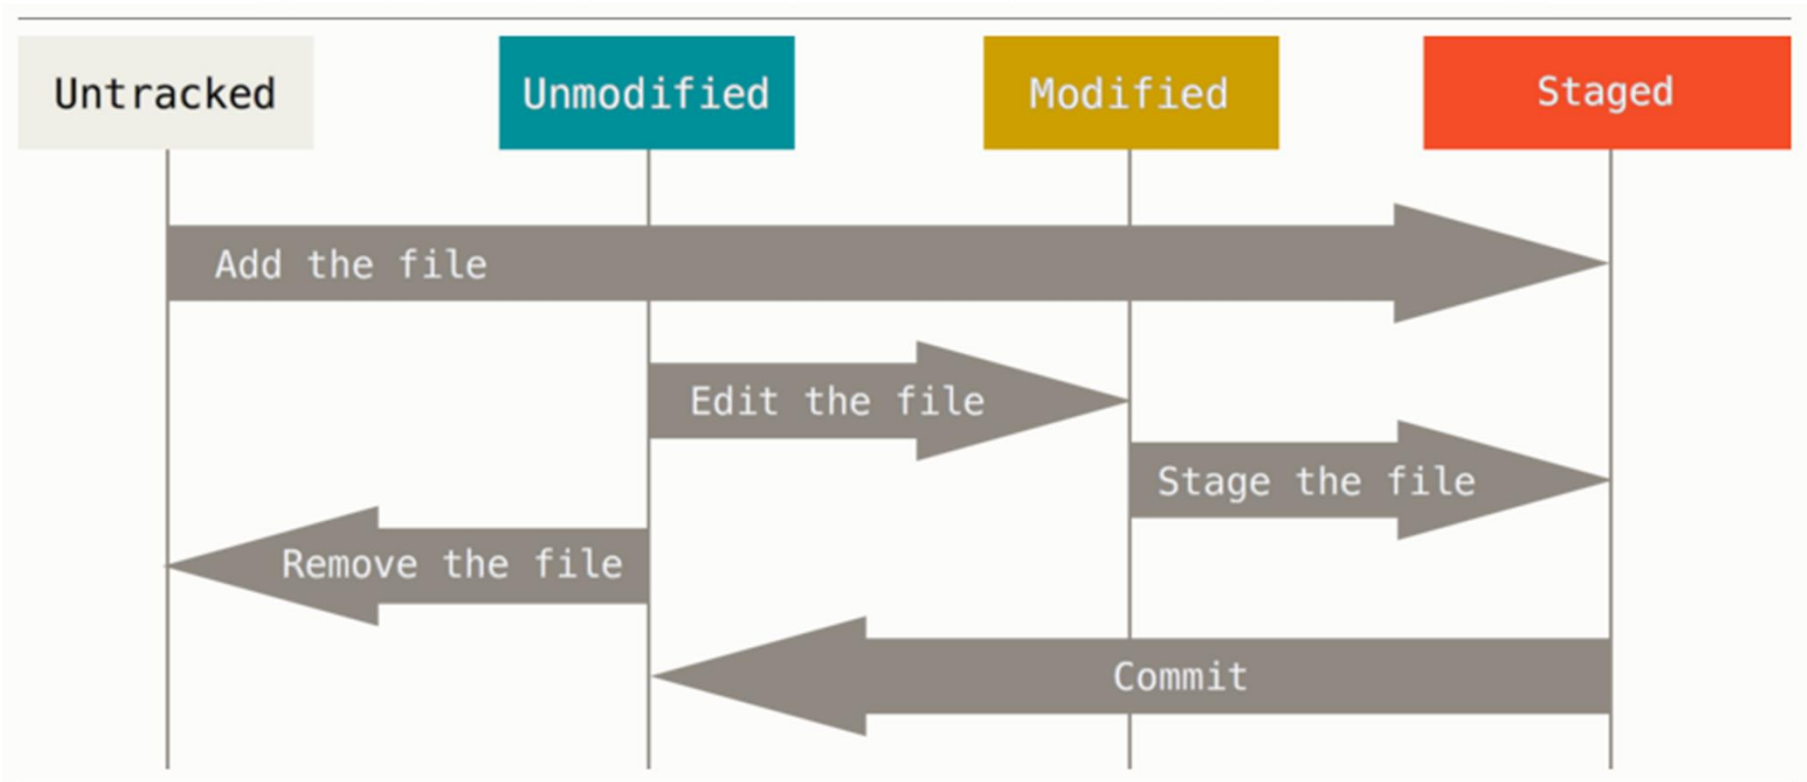 Untracked
Unmodified
Modified
Staged
Add the file
Edit the file
Stage the file
Remove the file
Commit